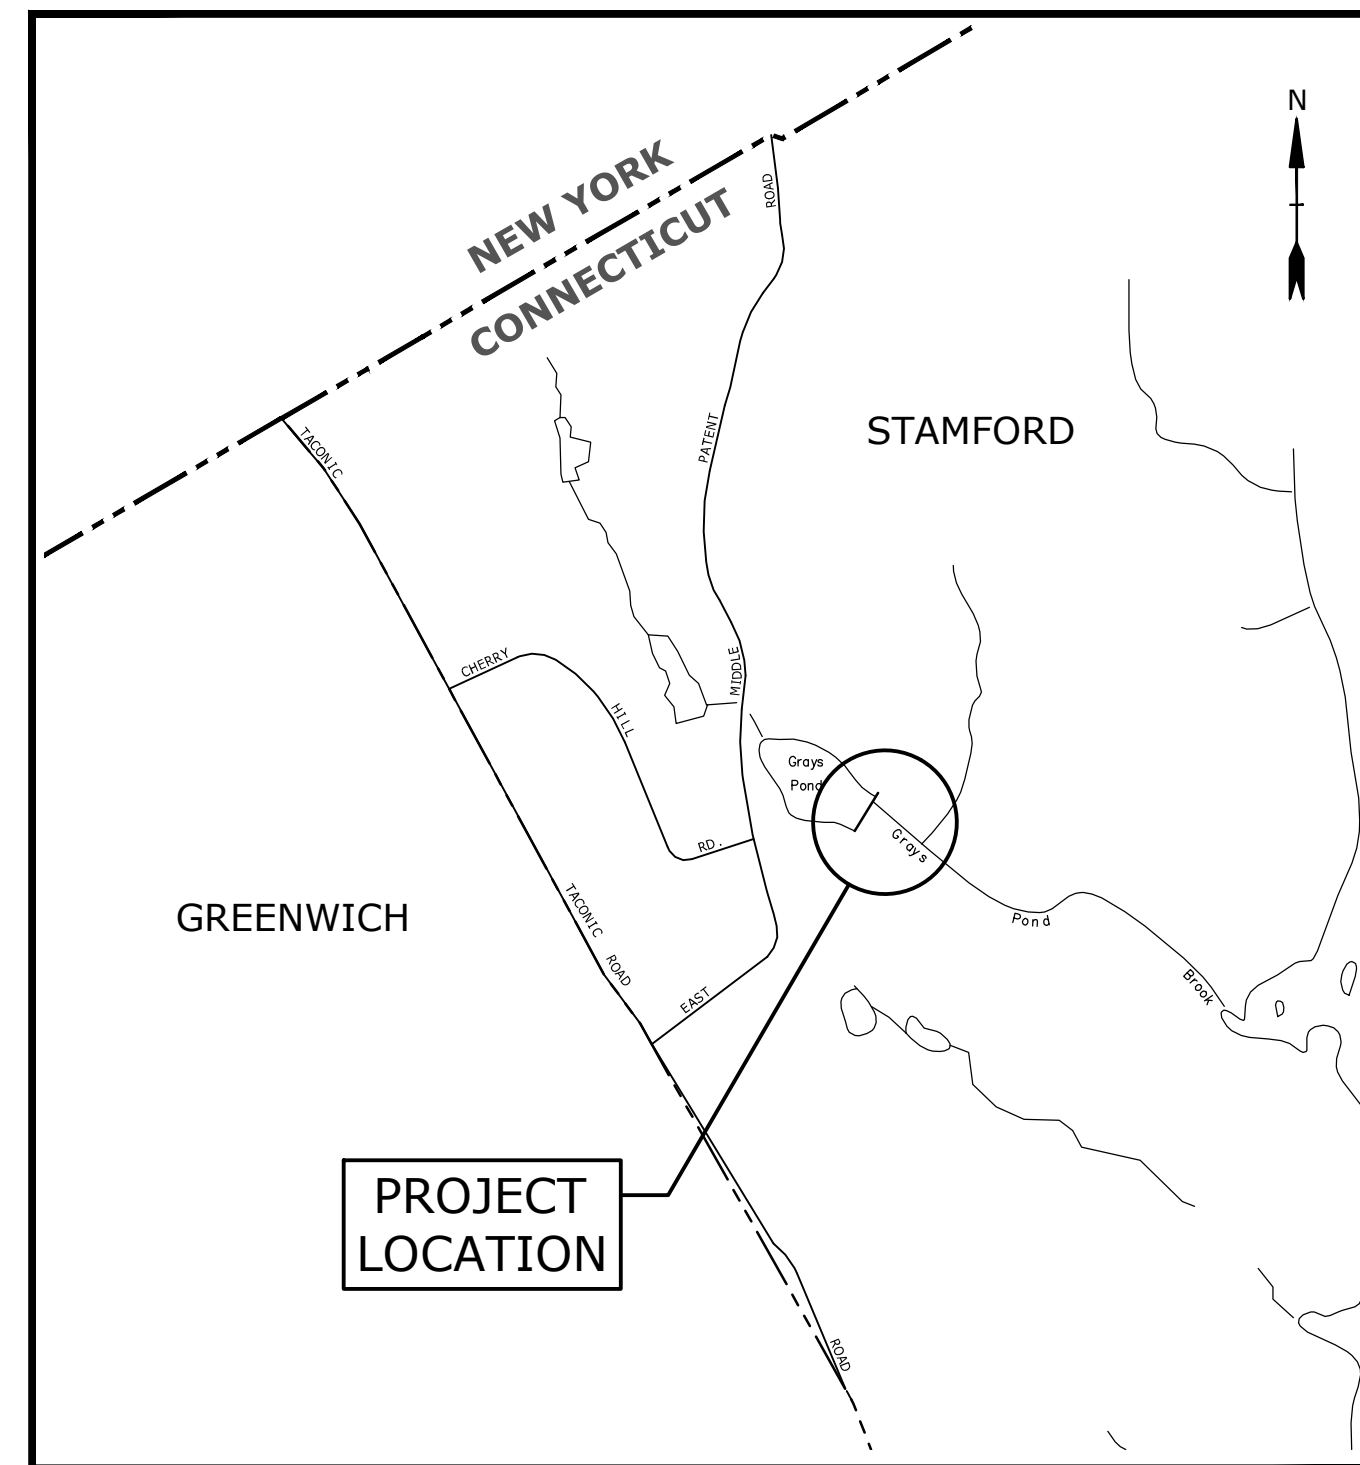 N
NEW YORK
CONNECTICUT
ROAD
TACONIC
PATENT
STAMFORD
CHERRY
MIDDLE
HILL
Grays
Pond
RD.
Grays
TACONIC
GREENWICH
Pond
ROAD
EAST
Brook
PROJECT
LOCATION
ROAD